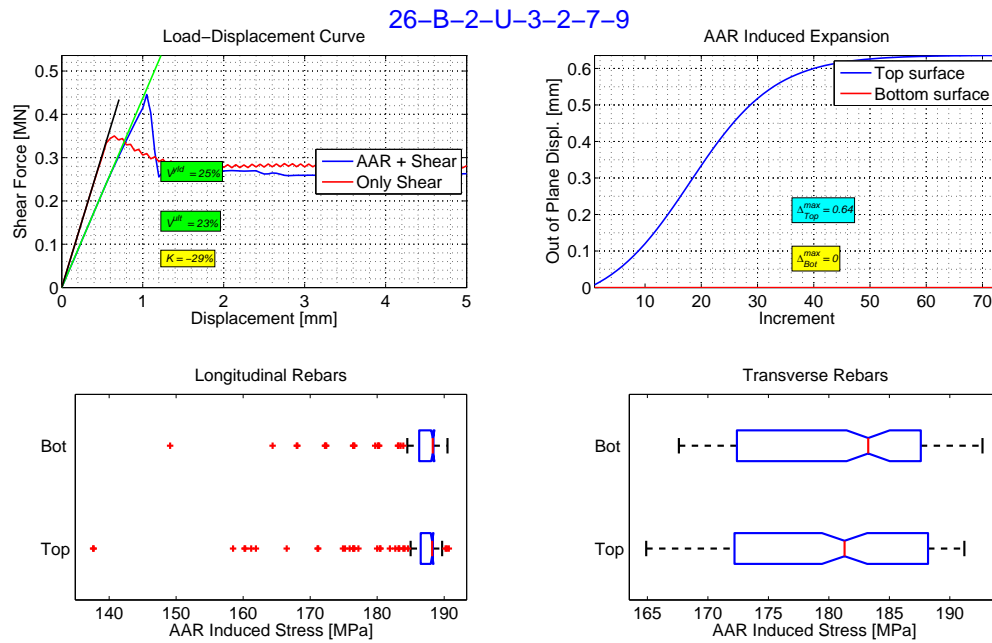 26−B−2−U−3−2−7−9
Load−Displacement Curve
Shear Force [MN]
0.5
0.4
0.3
0.2
0.1
0
0 1 2 3 4 5
Displacement [mm]
AAR + Shear
Only Shear
V^yld = 25%
V^ult = 23%
K = −29%
AAR Induced Expansion
Out of Plane Displ. [mm]
0.6
0.5
0.4
0.3
0.2
0.1
0
10 20 30 40 50 60 70
Increment
Top surface
Bottom surface
Δ^max_Top = 0.64
Δ^max_Bot = 0
Longitudinal Rebars
Bot
Top
140 150 160 170 180 190
AAR Induced Stress [MPa]
Transverse Rebars
Bot
Top
165 170 175 180 185 190
AAR Induced Stress [MPa]